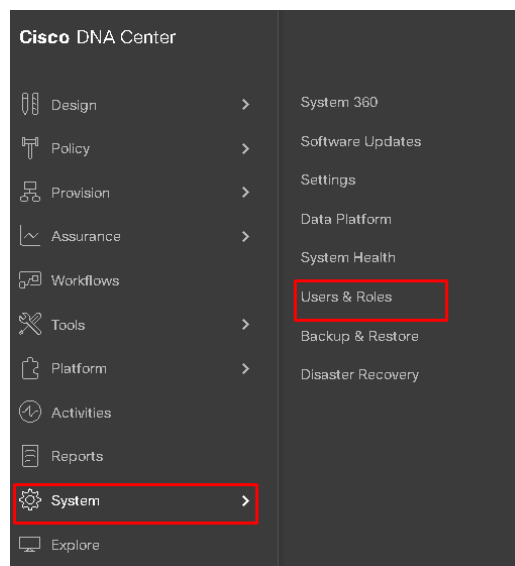 Cisco DNA Center
Design
Policy
Provision
Assurance
Workflows
Tools
Platform
Activities
Reports
System
Explore
System 360
Software Updates
Settings
Data Platform
System Health
Users & Roles
Backup & Restore
Disaster Recovery